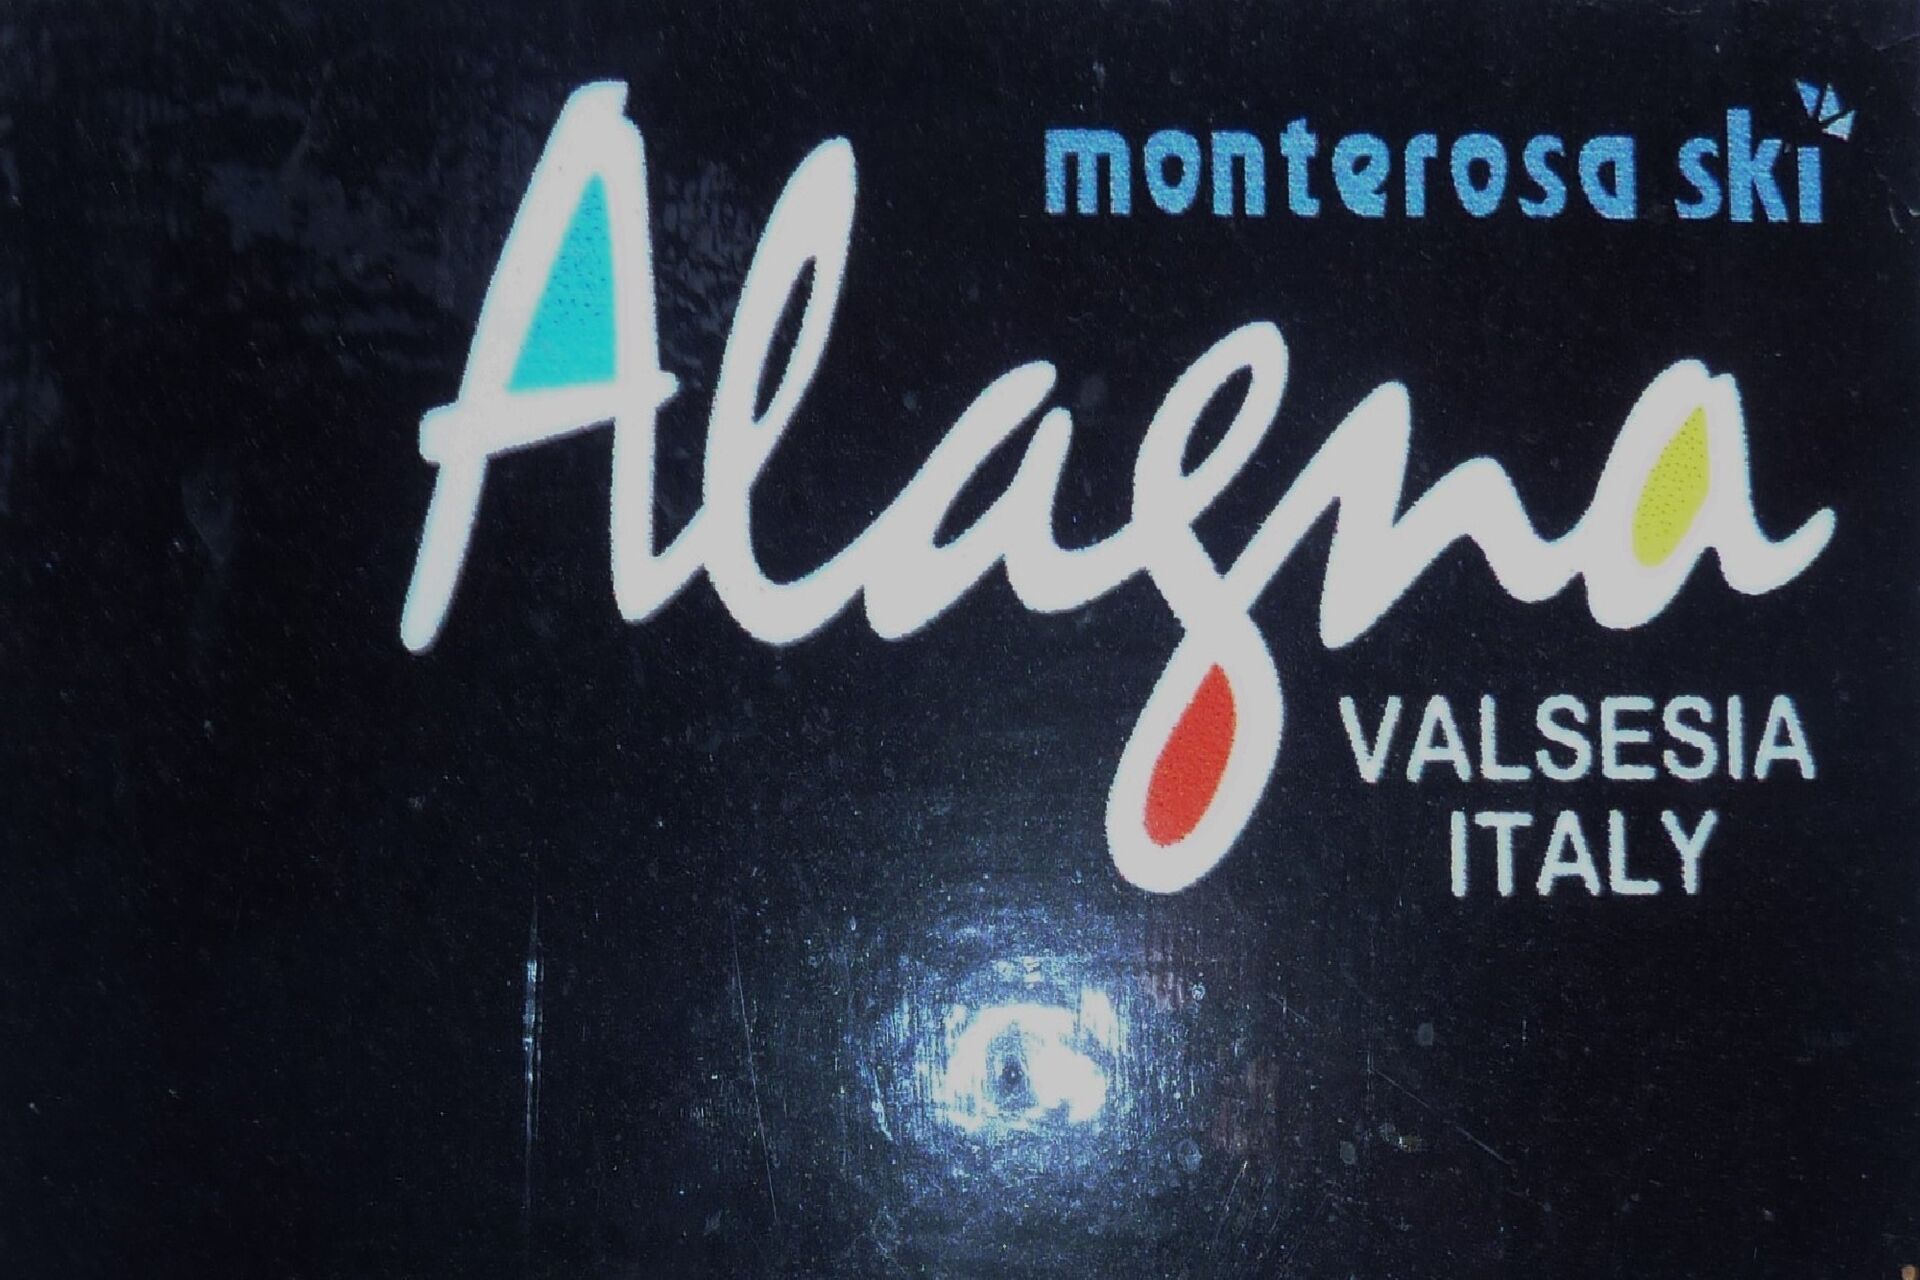 monterosa ski
Alagna
VALSESIA
ITALY